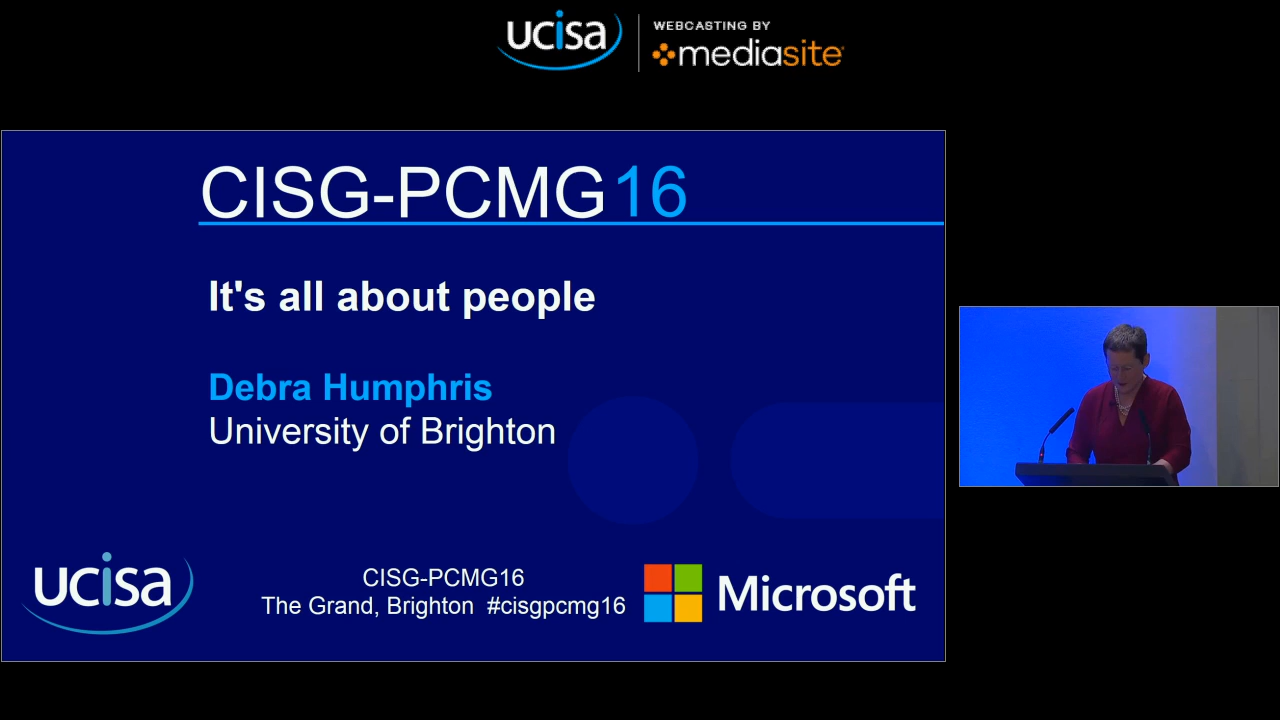 ucisa
WEBCASTING BY
mediasite
CISG-PCMG16
It's all about people
Debra Humphris
University of Brighton
ucisa
CISG-PCMG16
The Grand, Brighton #cisgpcmg16
Microsoft